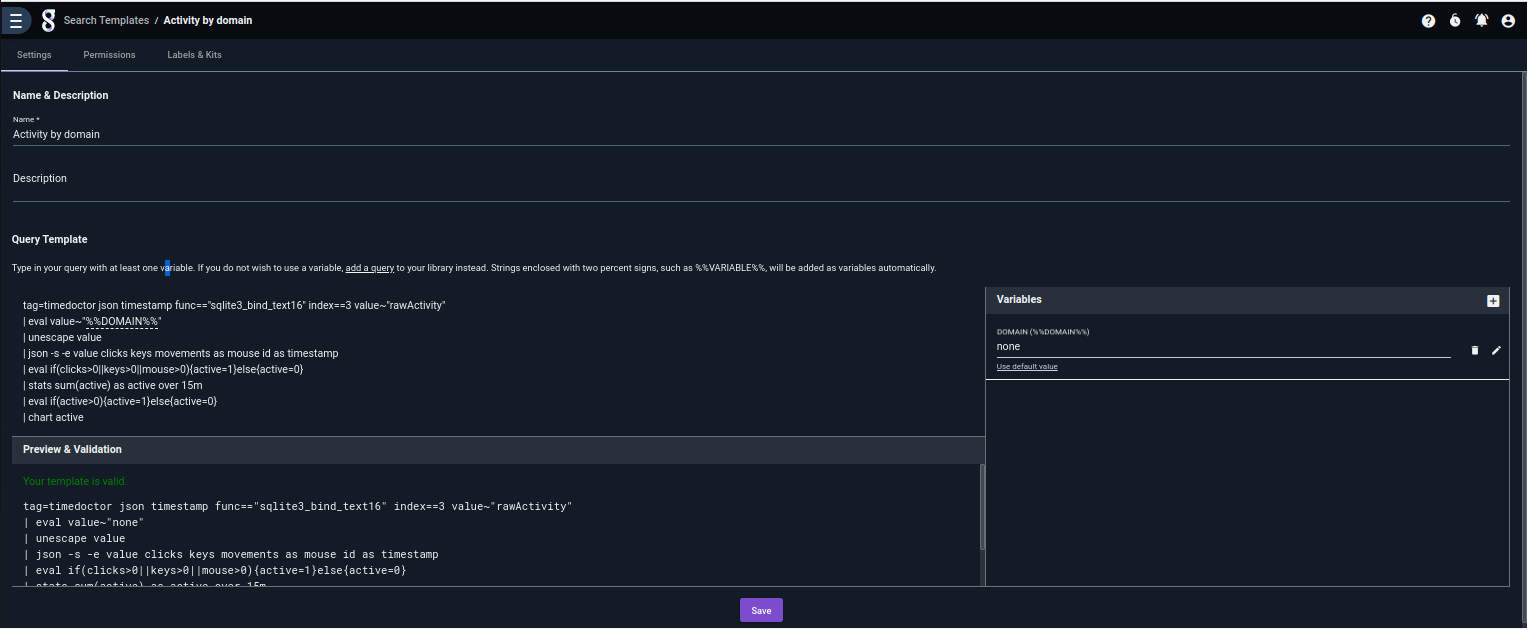 Search Templates / Activity by domain
Settings Permissions Labels & Kits
Name & Description
Name *
Activity by domain
Description
Query Template
Type in your query with at least one variable. If you do not wish to use a variable, add a query to your library instead. Strings enclosed with two percent signs, such as %%VARIABLE%%, will be added as variables automatically.
tag=timedoctor json timestamp func=="sqlite3_bind_text16" index==3 value~"rawActivity"
| eval value~"%%DOMAIN%%"
| unescape value
| json -s -e value clicks keys movements as mouse id as timestamp
| eval if(clicks>0||keys>0||mouse>0){active=1}else{active=0}
| stats sum(active) as active over 15m
| eval if(active>0){active=1}else{active=0}
| chart active
Variables
DOMAIN (%%DOMAIN%%)
none
Use default value
Preview & Validation
Your template is valid.
tag=timedoctor json timestamp func=="sqlite3_bind_text16" index==3 value~"rawActivity"
| eval value~"none"
| unescape value
| json -s -e value clicks keys movements as mouse id as timestamp
| eval if(clicks>0||keys>0||mouse>0){active=1}else{active=0}
| stats sum(active) as active over 15m
Save